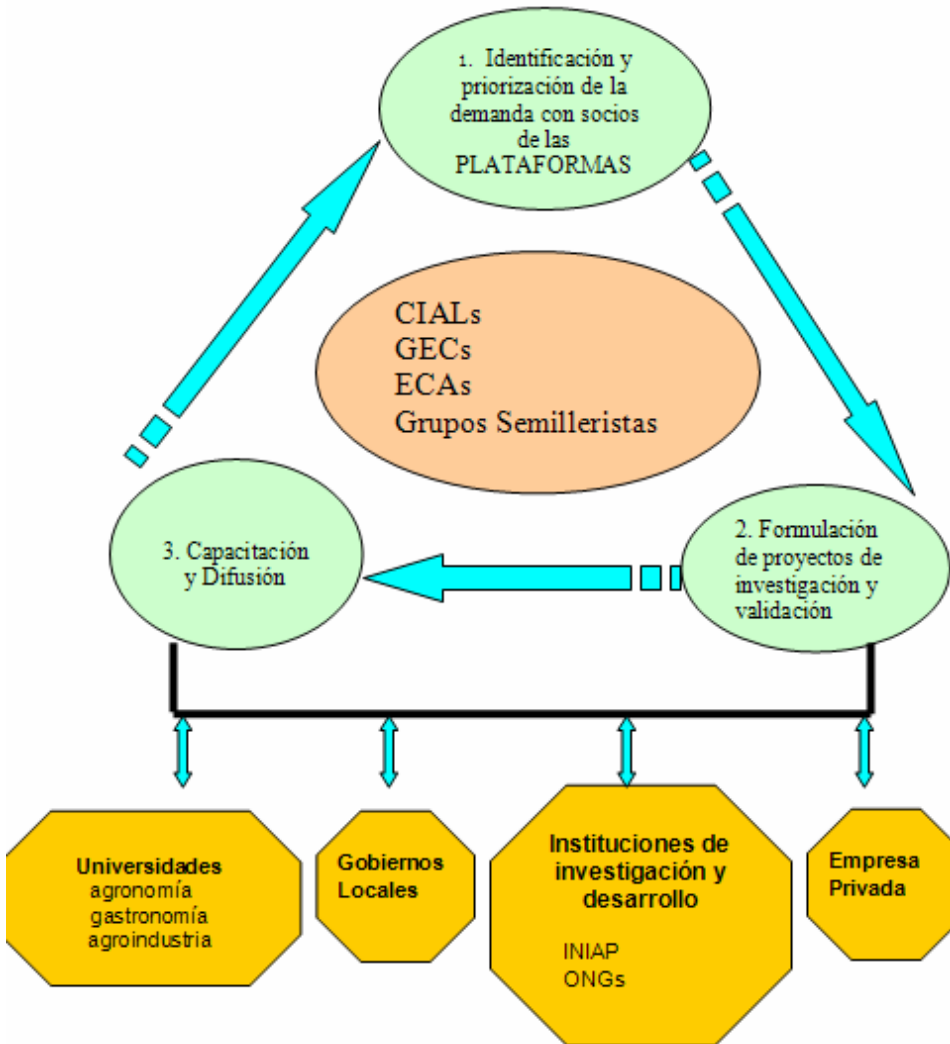 1. Identificación y
priorización de la
demanda con socios
de las
PLATAFORMAS
CIALs
GECs
ECAs
Grupos Semilleristas
3. Capacitación
y Difusión
2. Formulación
de proyectos de
investigación y
validación
Universidades
agronomía
gastronomía
agroindustria
Gobiernos
Locales
Instituciones de
investigación y
desarrollo
INIAP
ONGs
Empresa
Privada